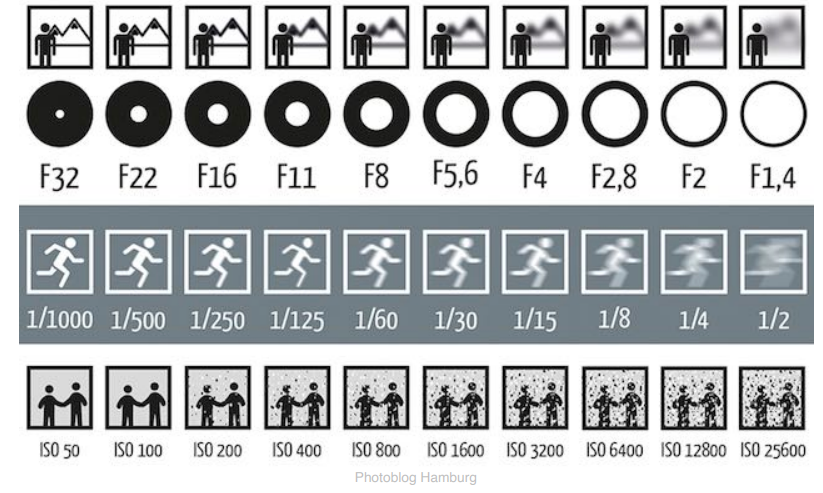 F32 F22 F16 F11 F8 F5,6 F4 F2,8 F2 F1,4
1/1000 1/500 1/250 1/125 1/60 1/30 1/15 1/8 1/4 1/2
ISO 50 ISO 100 ISO 200 ISO 400 ISO 800 ISO 1600 ISO 3200 ISO 6400 ISO 12800 ISO 25600
Photoblog Hamburg